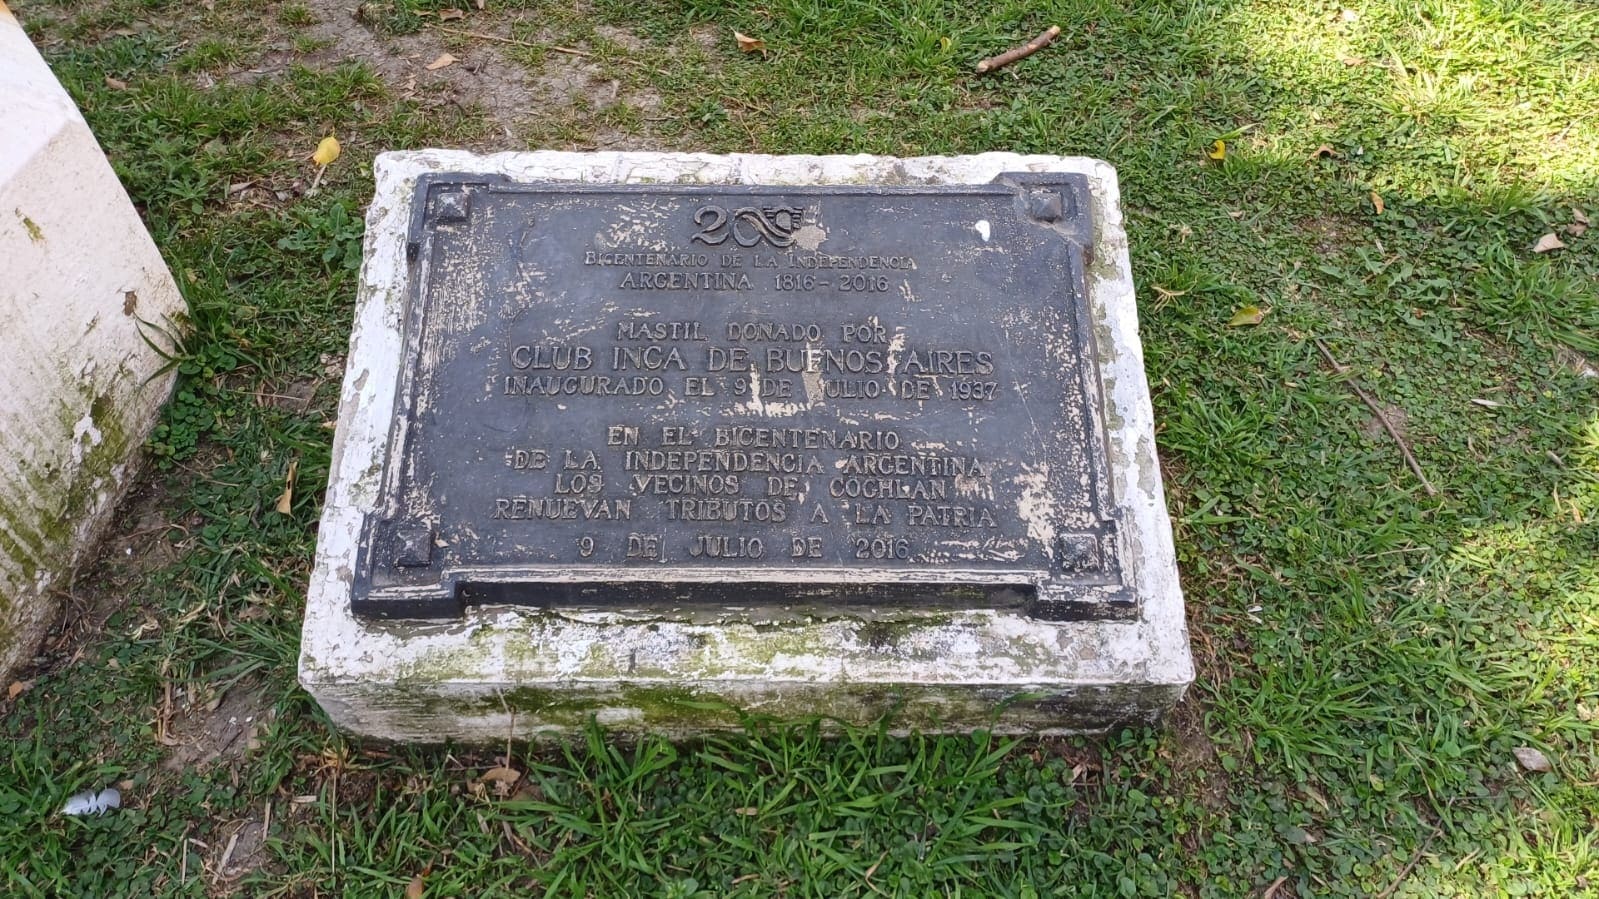 200
BICENTENARIO DE LA INDEPENDENCIA
ARGENTINA 1816 - 2016
MASTIL DONADO POR
CLUB INCA DE BUENOS AIRES
INAUGURADO EL 9 DE JULIO DE 1937
EN EL BICENTENARIO
DE LA INDEPENDENCIA ARGENTINA
LOS VECINOS DE COGHLAN
RENUEVAN TRIBUTOS A LA PATRIA
9 DE JULIO DE 2016